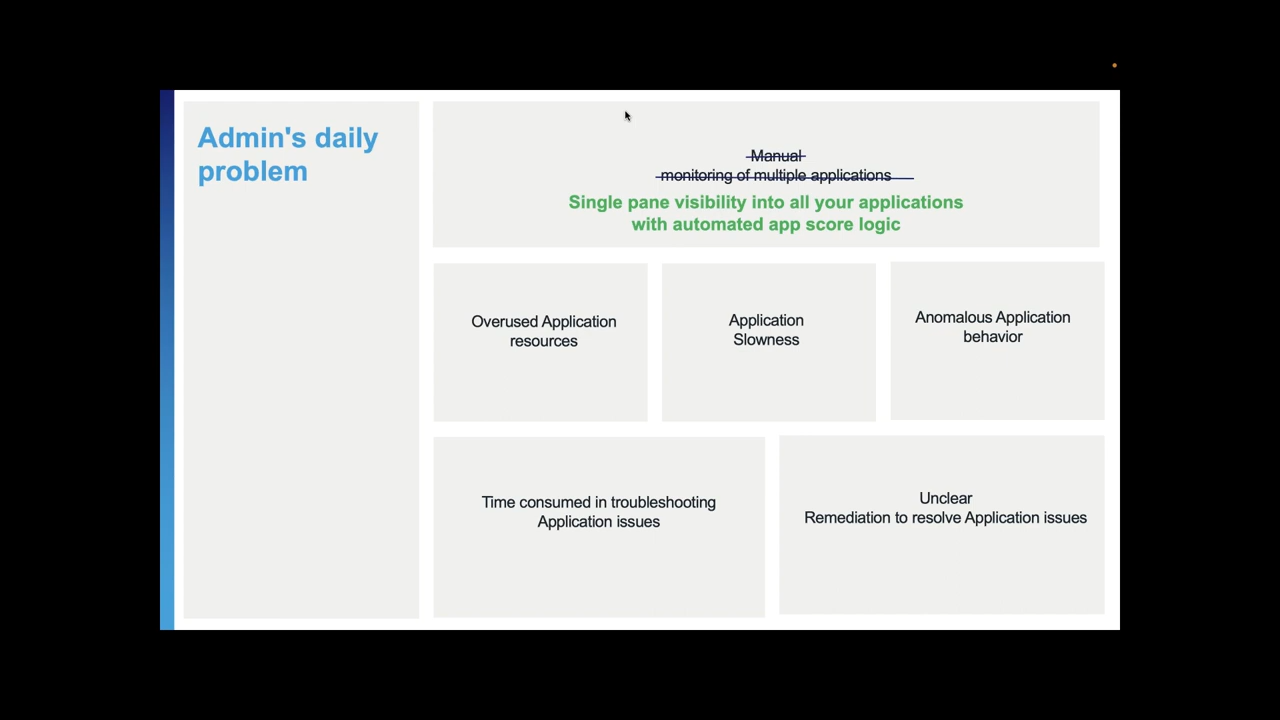 Admin's daily
problem
Manual
monitoring of multiple applications
Single pane visibility into all your applications
with automated app score logic
Overused Application
resources
Application
Slowness
Anomalous Application
behavior
Time consumed in troubleshooting
Application issues
Unclear
Remediation to resolve Application issues